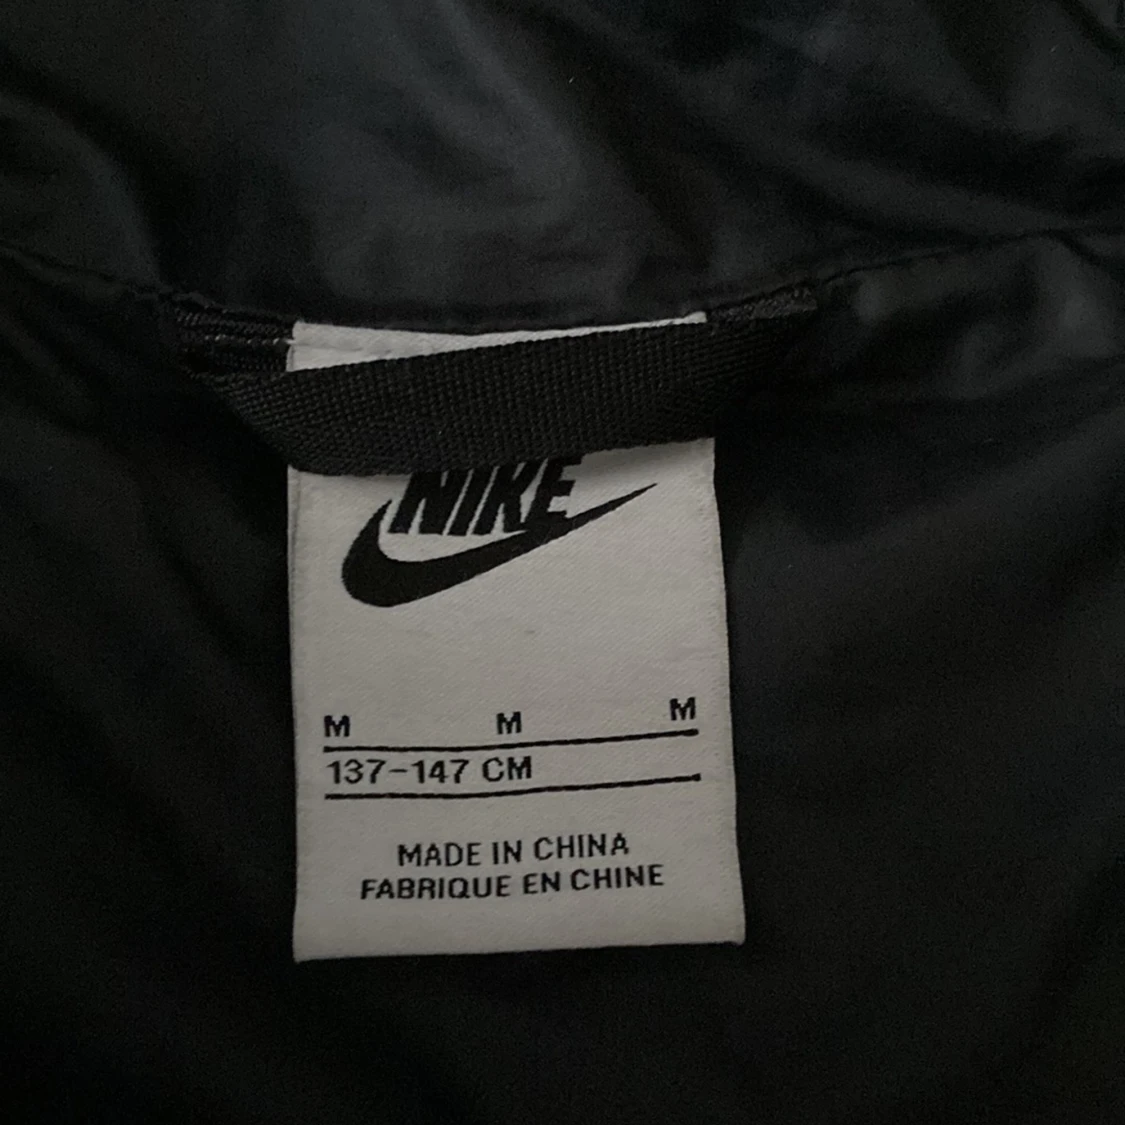 NIKE
M M M
137-147 CM
MADE IN CHINA
FABRIQUE EN CHINE